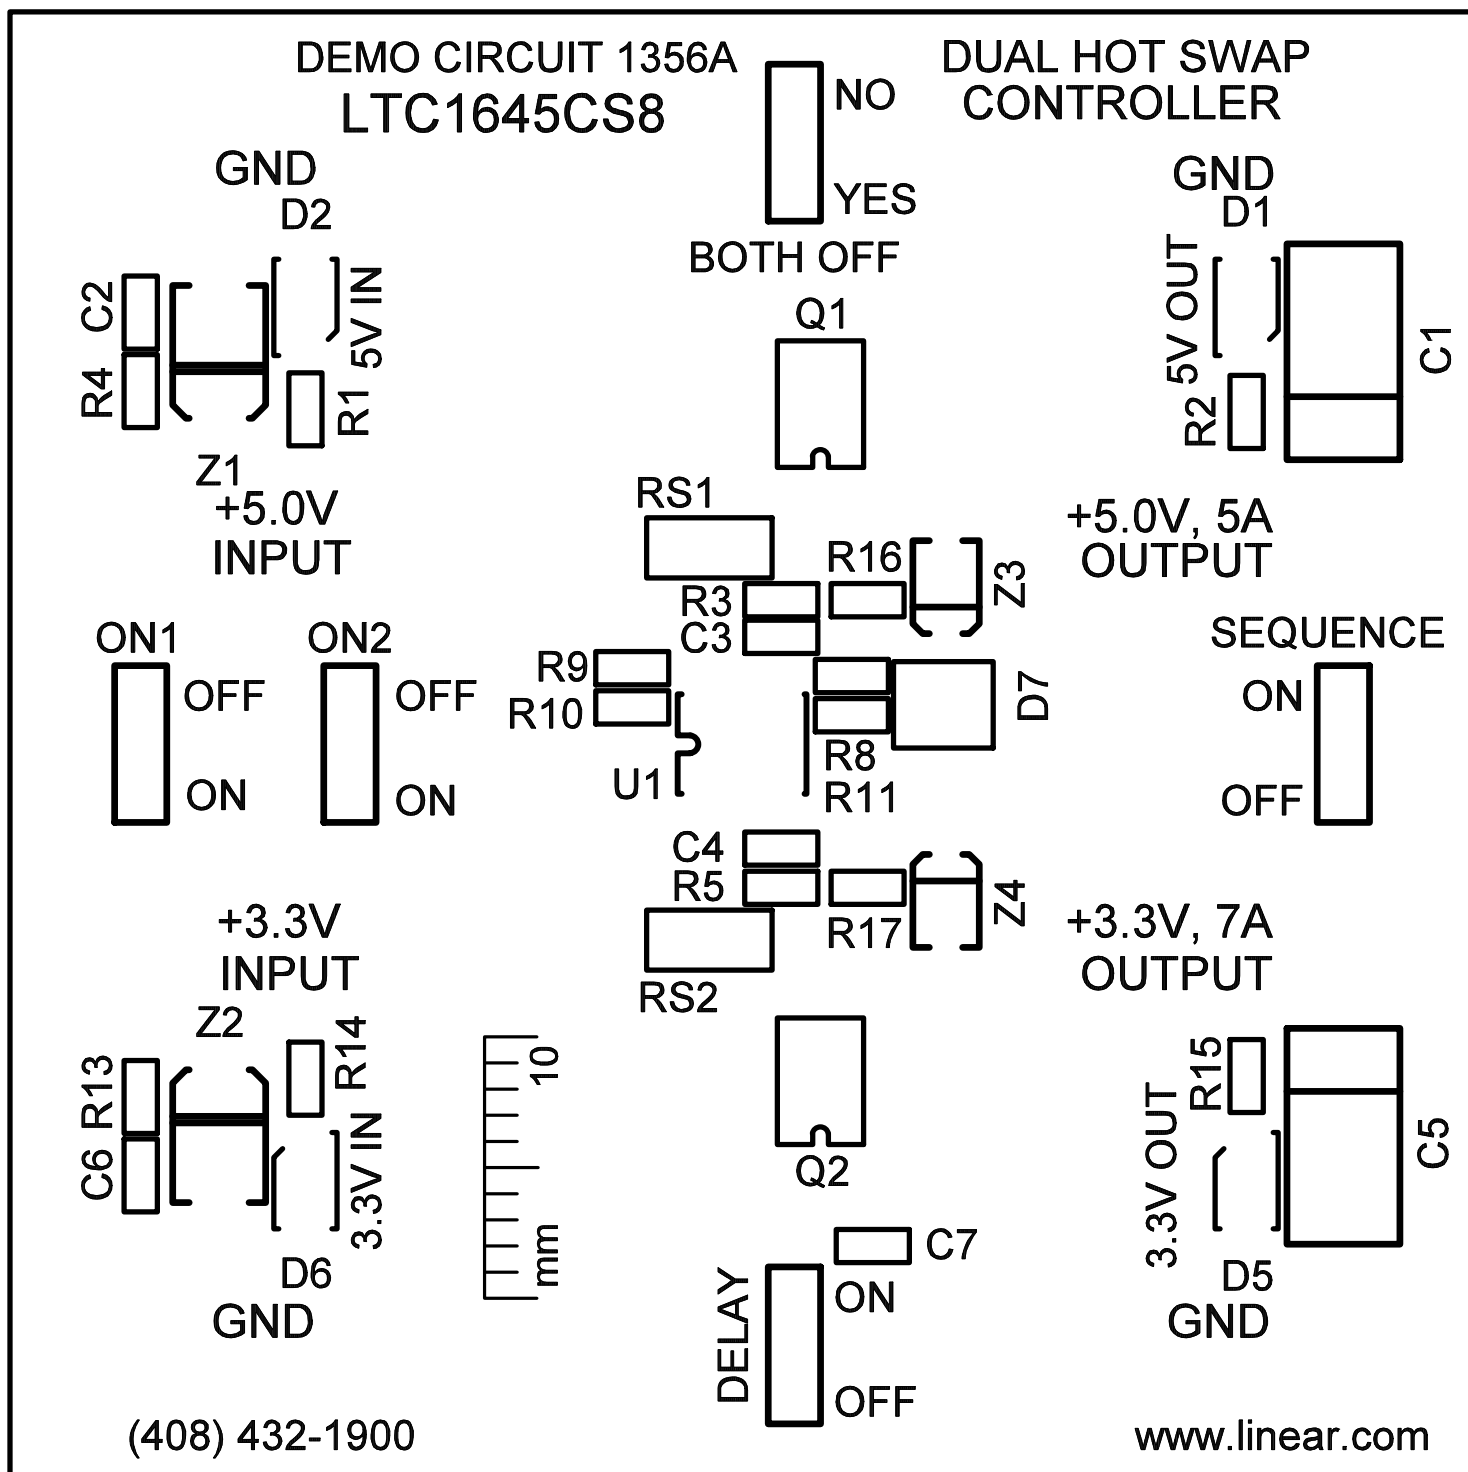 DEMO CIRCUIT 1356A
LTC1645CS8
DUAL HOT SWAP
CONTROLLER
NO
YES
BOTH OFF
GND
D2
GND
D1
C2
R4
5V IN
R1
Z1
+5.0V
INPUT
Q1
5V OUT
R2
C1
RS1
+5.0V, 5A
OUTPUT
R16
Z3
R3
C3
ON1
OFF
ON
ON2
OFF
ON
R9
R10
U1
R8
R11
D7
SEQUENCE
ON
OFF
C4
R5
R17
Z4
RS2
+3.3V
INPUT
+3.3V, 7A
OUTPUT
Z2
R14
R13
C6
3.3V IN
D6
GND
10
mm
Q2
R15
3.3V OUT
C5
D5
GND
C7
DELAY
ON
OFF
(408) 432-1900
www.linear.com